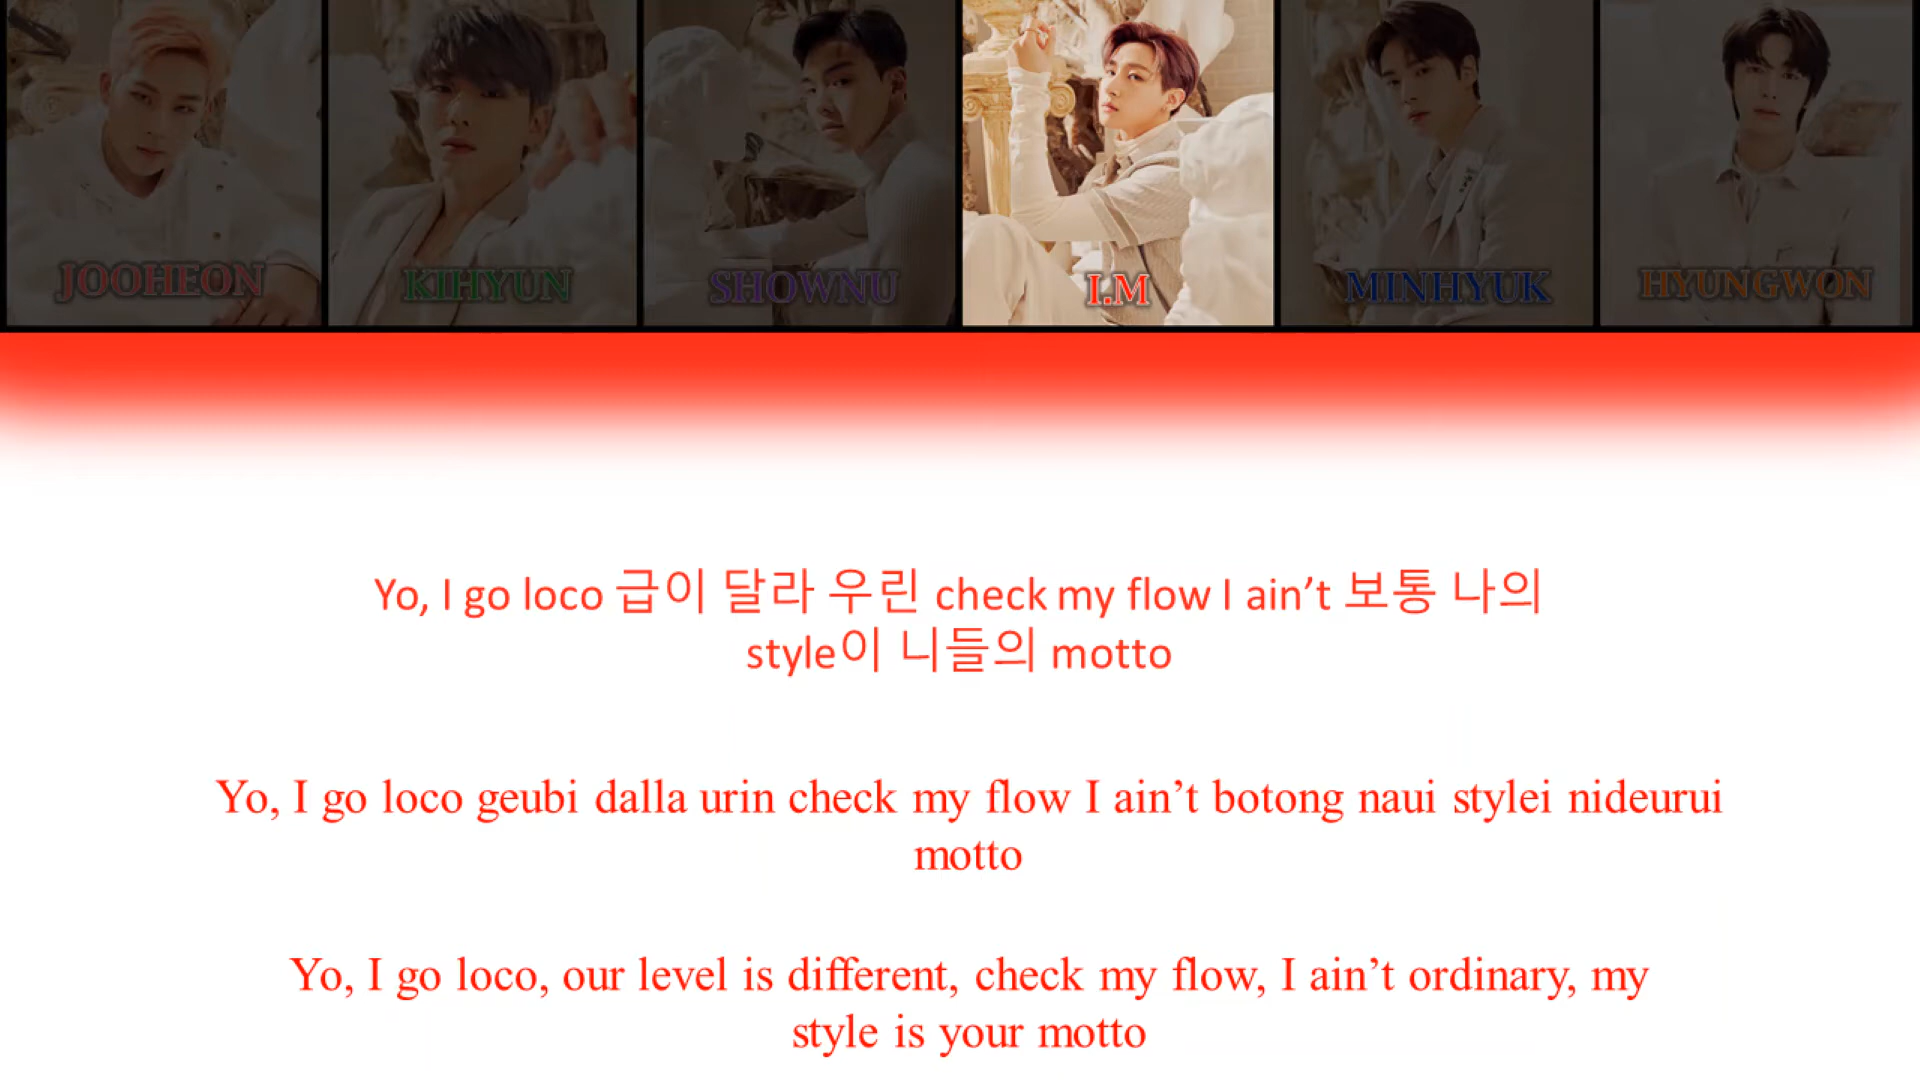 JOOHEON KIHYUN SHOWNU I.M MINHYUK HYUNGWON
Yo, I go loco 급이 달라 우린 check my flow I ain’t 보통 나의
style이 니들의 motto
Yo, I go loco geubi dalla urin check my flow I ain’t botong naui stylei nideurui
motto
Yo, I go loco, our level is different, check my flow, I ain’t ordinary, my
style is your motto